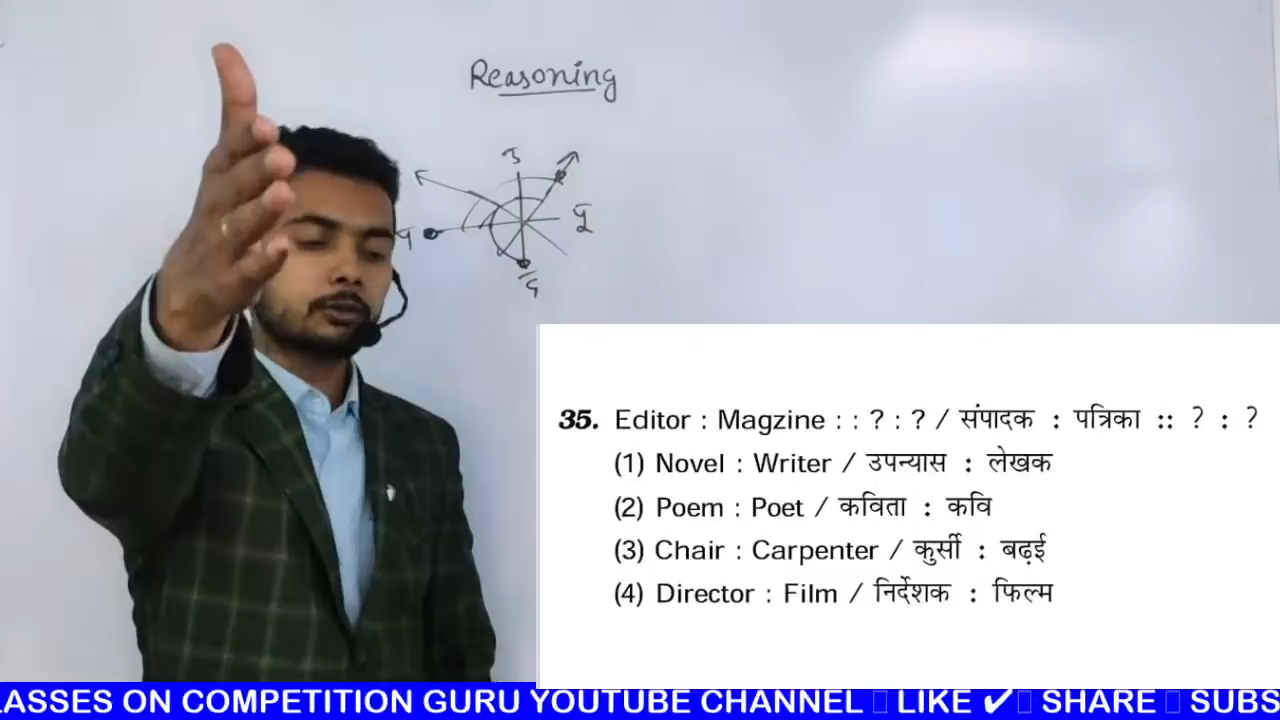 Reasoning
35. Editor : Magzine : : ? : ? / संपादक : पत्रिका :: ? : ?
(1) Novel : Writer / उपन्यास : लेखक
(2) Poem : Poet / कविता : कवि
(3) Chair : Carpenter / कुर्सी : बढ़ई
(4) Director : Film / निर्देशक : फिल्म
ASSES ON COMPETITION GURU YOUTUBE CHANNEL LIKE ✔ SHARE SUBS